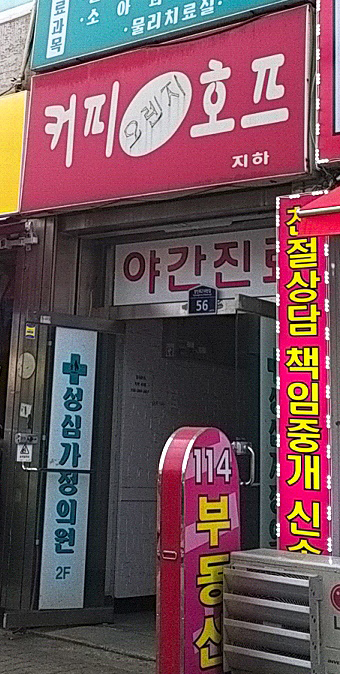 료과목
·소아
·물리치료실·
커피 오렌지 호프
지하
야간진료
56
친절상담 책임중개 신속
성심가정의원
2F
114
부동산